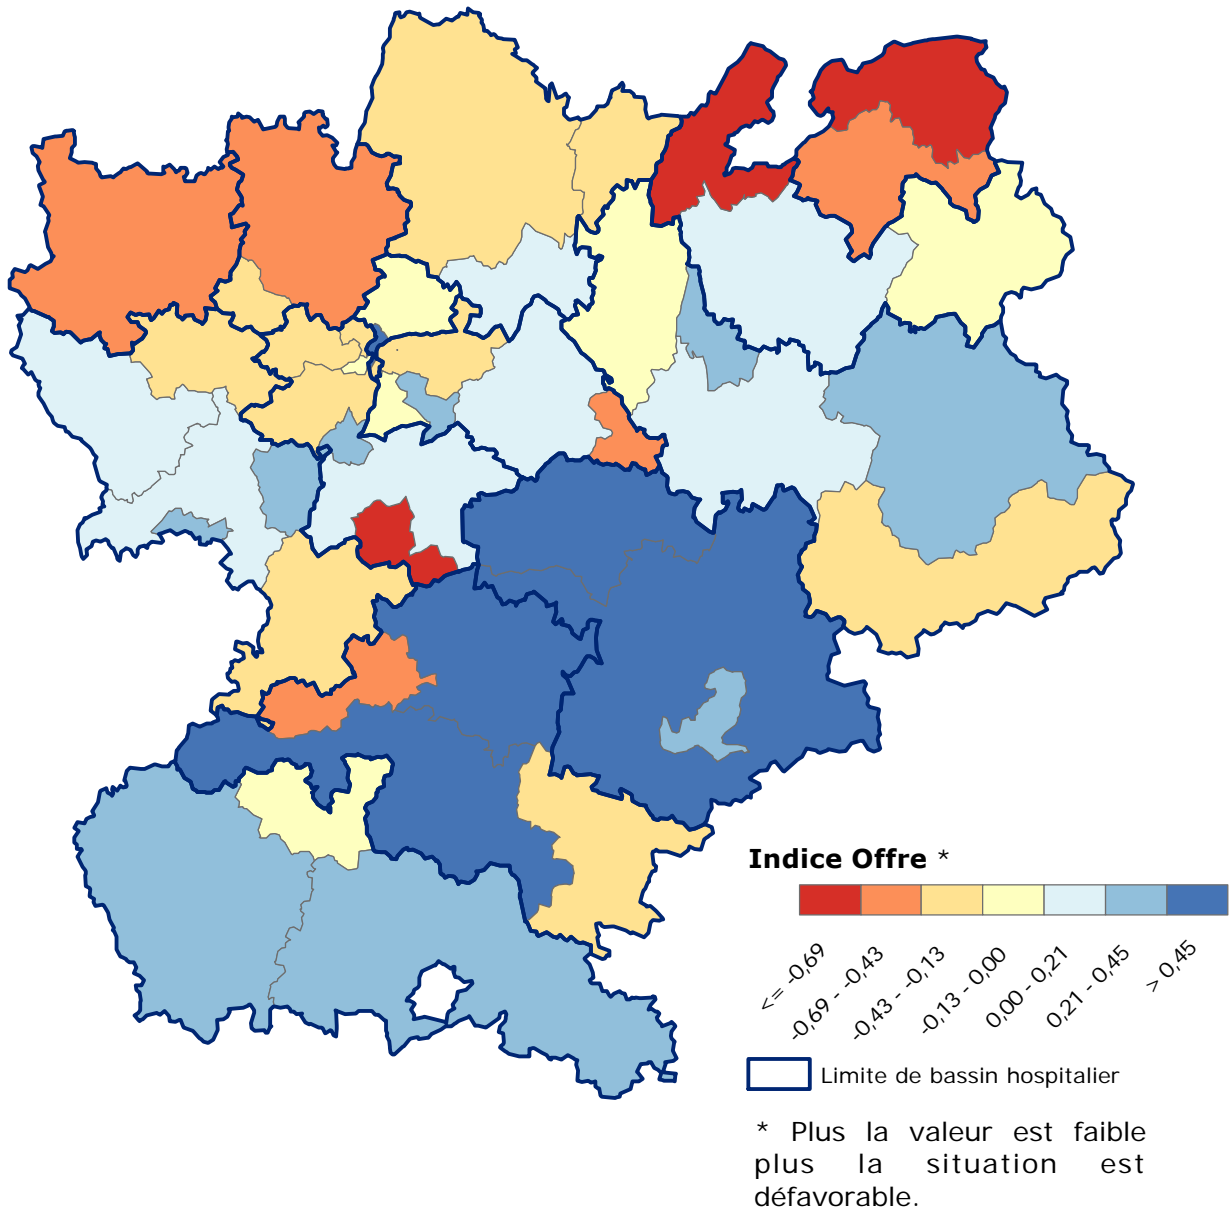 Indice Offre *
<= -0,69
-0,69 - -0,43
-0,43 - -0,13
-0,13 - 0,00
0,00 - 0,21
0,21 - 0,45
> 0,45
Limite de bassin hospitalier
* Plus la valeur est faible
plus la situation est
défavorable.